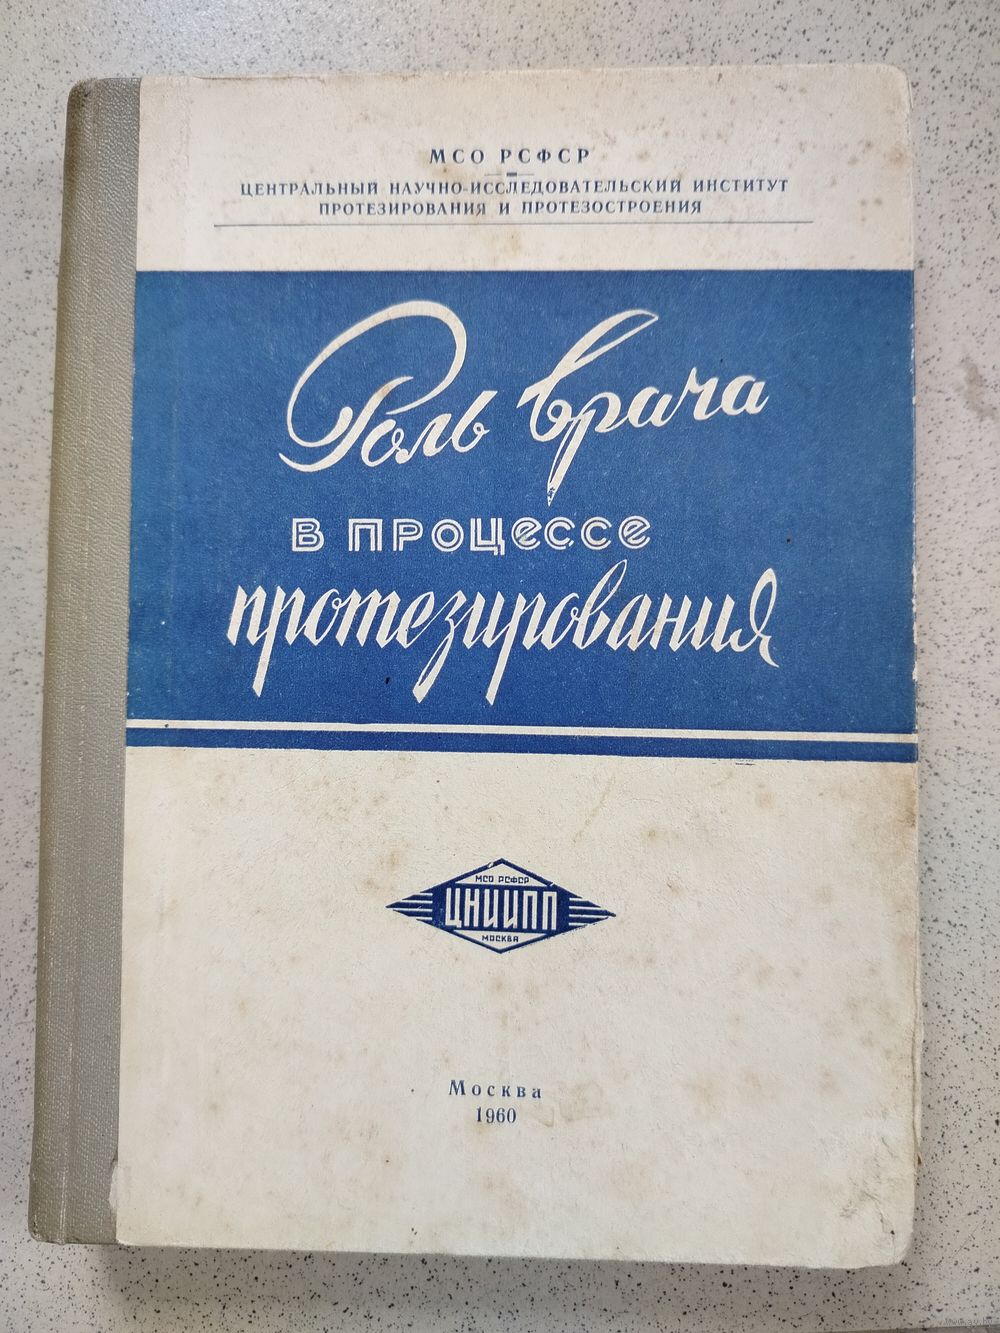 МСО РСФСР
ЦЕНТРАЛЬНЫЙ НАУЧНО-ИССЛЕДОВАТЕЛЬСКИЙ ИНСТИТУТ
ПРОТЕЗИРОВАНИЯ И ПРОТЕЗОСТРОЕНИЯ
Роль врача
В ПРОЦЕССЕ
протезирования
МСО РСФСР
ЦНИИПП
МОСКВА
Москва
1960